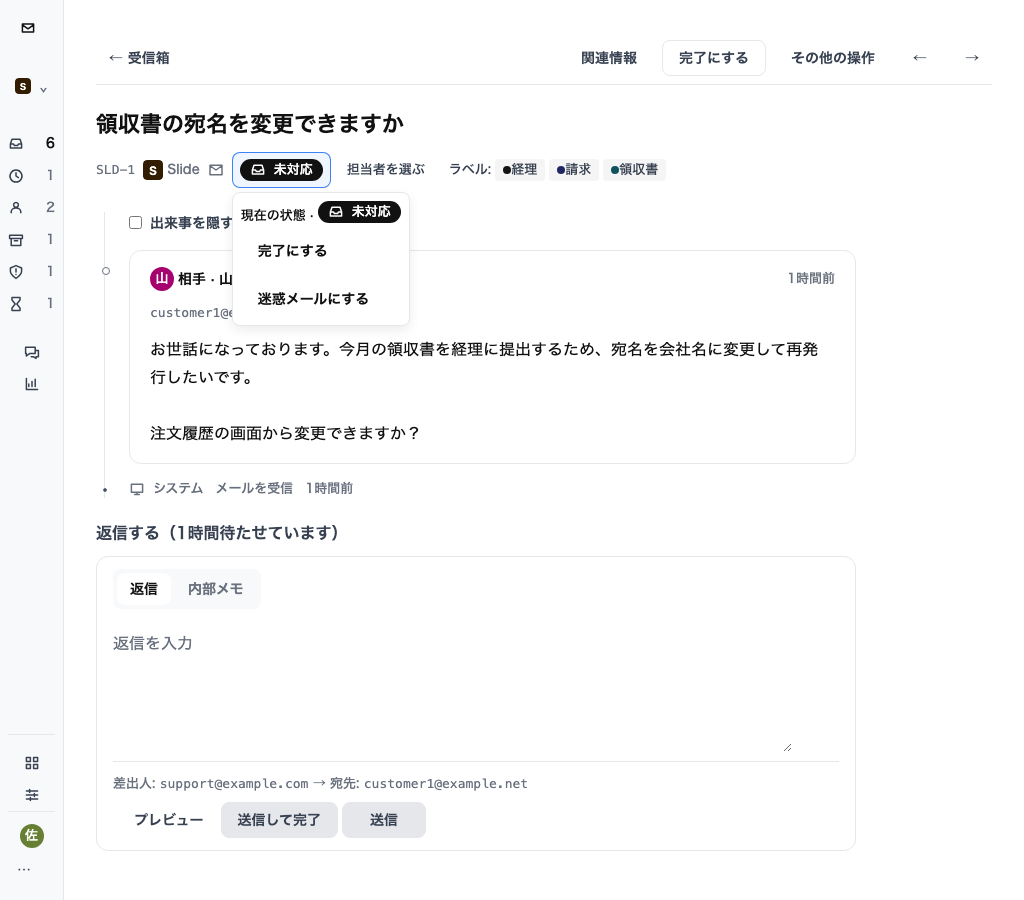 ← 受信箱
関連情報
完了にする
その他の操作
←
→
S
6
1
2
1
1
1
領収書の宛名を変更できますか
SLD-1 S Slide 未対応 担当者を選ぶ ラベル: 経理 請求 領収書
現在の状態 · 未対応
完了にする
迷惑メールにする
出来事を隠す
山 相手 · 山
1時間前
customer1@e
お世話になっております。今月の領収書を経理に提出するため、宛名を会社名に変更して再発
行したいです。
注文履歴の画面から変更できますか？
システム メールを受信 1時間前
返信する（1時間待たせています）
返信 内部メモ
返信を入力
差出人: support@example.com → 宛先: customer1@example.net
プレビュー 送信して完了 送信
佐
…